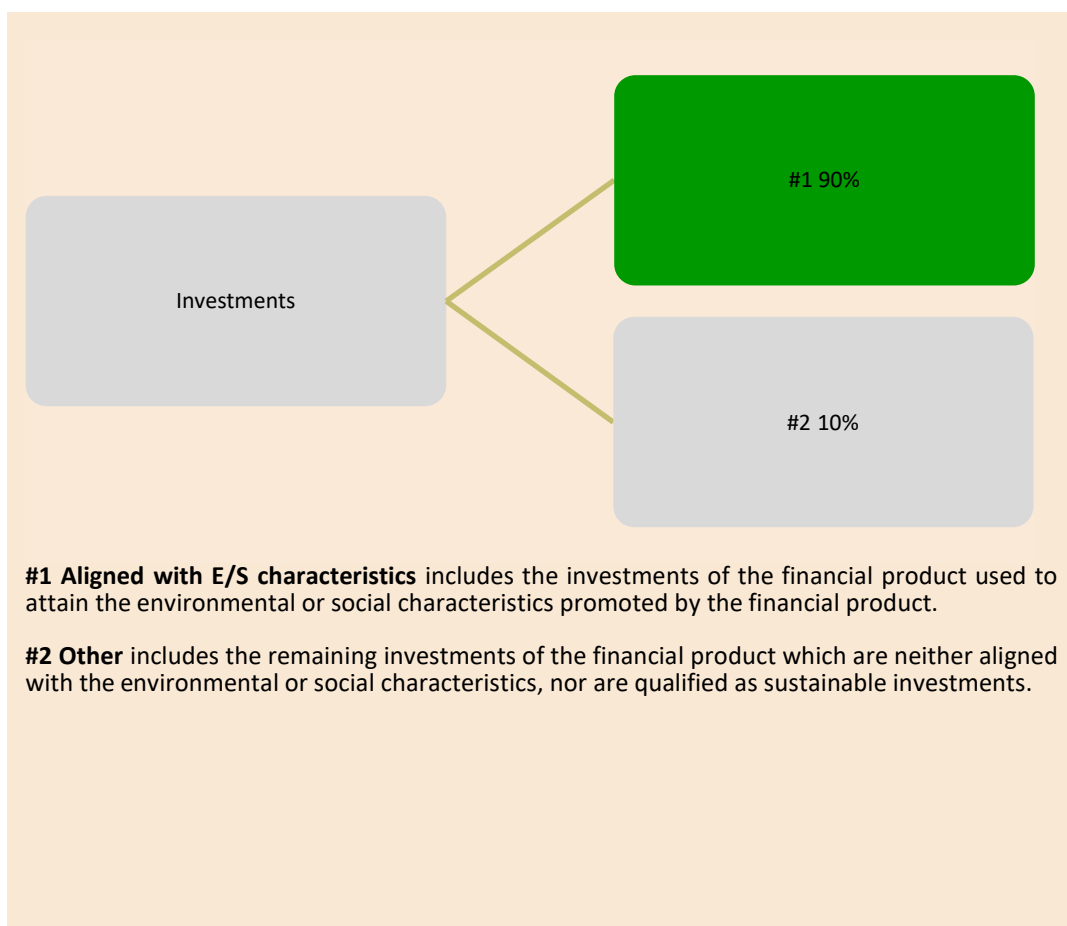 #1 90%
Investments
#2 10%
#1 Aligned with E/S characteristics includes the investments of the financial product used to
attain the environmental or social characteristics promoted by the financial product.
#2 Other includes the remaining investments of the financial product which are neither aligned
with the environmental or social characteristics, nor are qualified as sustainable investments.